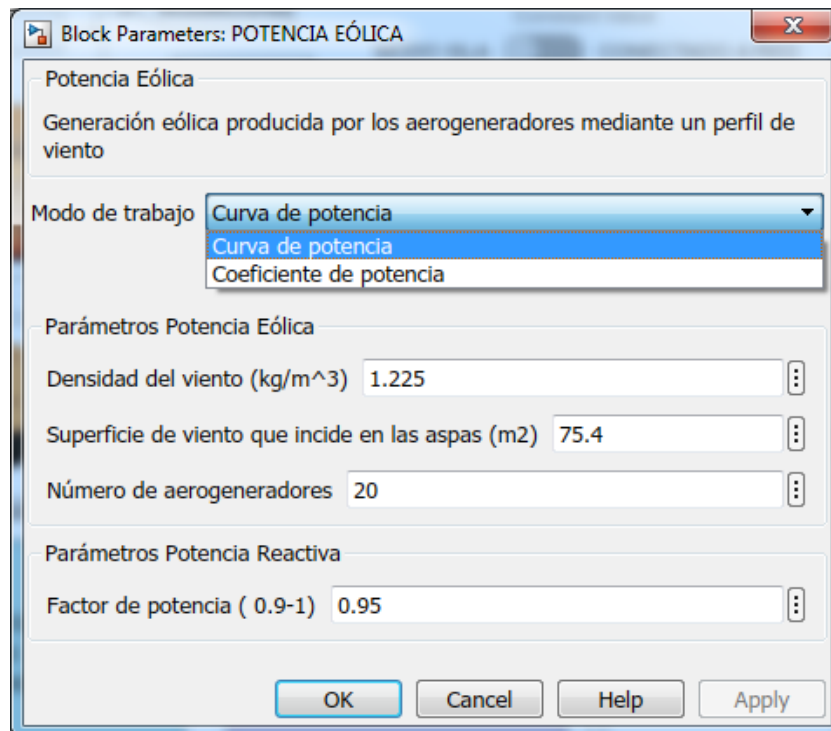 Block Parameters: POTENCIA EÓLICA
Potencia Eólica
Generación eólica producida por los aerogeneradores mediante un perfil de
viento
Modo de trabajo Curva de potencia
Curva de potencia
Coeficiente de potencia
Parámetros Potencia Eólica
Densidad del viento (kg/m^3) 1.225
Superficie de viento que incide en las aspas (m2) 75.4
Número de aerogeneradores 20
Parámetros Potencia Reactiva
Factor de potencia ( 0.9-1) 0.95
OK Cancel Help Apply